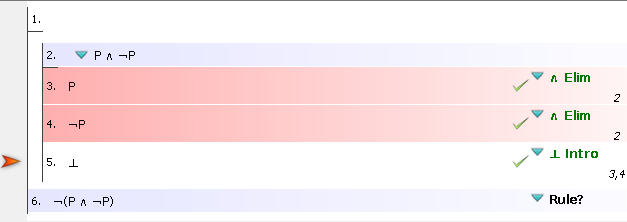 1.
2. P ∧ ¬P
3. P ∧ Elim
2
4. ¬P ∧ Elim
2
5. ⊥ ⊥ Intro
3,4
6. ¬(P ∧ ¬P) Rule?